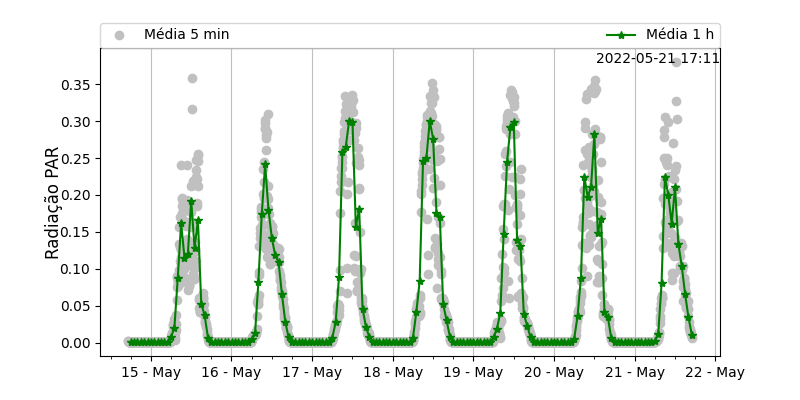 Média 5 min
Média 1 h
2022-05-21 17:11
Radiação PAR
0.35
0.30
0.25
0.20
0.15
0.10
0.05
0.00
15 - May
16 - May
17 - May
18 - May
19 - May
20 - May
21 - May
22 - May